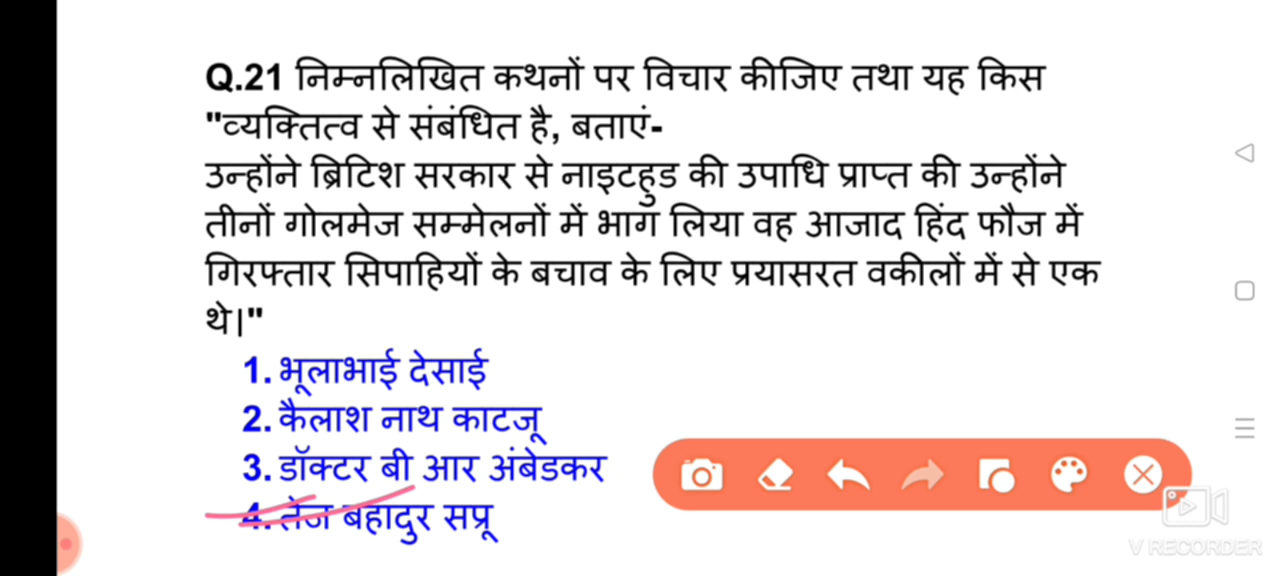 Q.21 निम्नलिखित कथनों पर विचार कीजिए तथा यह किस
"व्यक्तित्व से संबंधित है, बताएं-
उन्होंने ब्रिटिश सरकार से नाइटहुड की उपाधि प्राप्त की उन्होंने
तीनों गोलमेज सम्मेलनों में भाग लिया वह आजाद हिंद फौज में
गिरफ्तार सिपाहियों के बचाव के लिए प्रयासरत वकीलों में से एक
थे|"
1. भूलाभाई देसाई
2. कैलाश नाथ काटजू
3. डॉक्टर बी आर अंबेडकर
4. तेज बहादुर सप्रू
V RECORDER